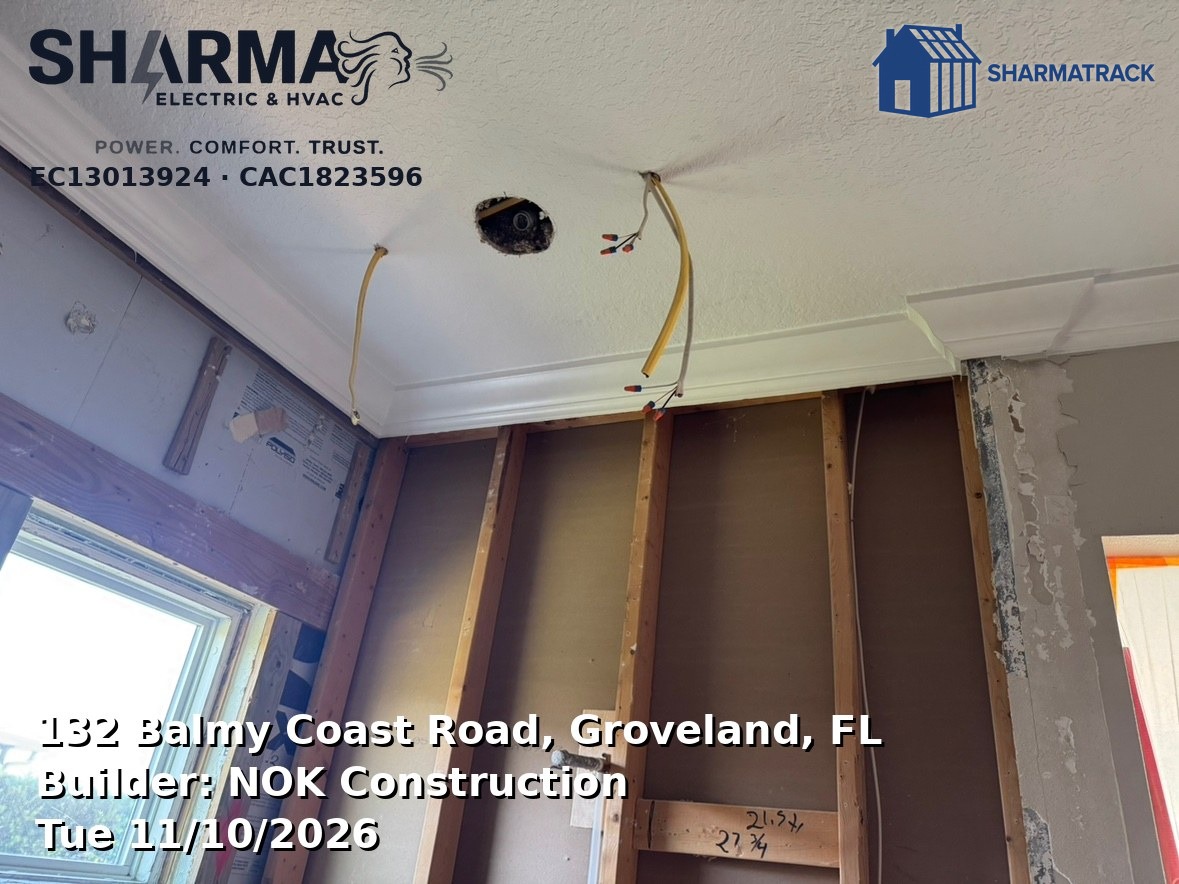 SHARMA
ELECTRIC & HVAC
POWER. COMFORT. TRUST.
EC13013924 · CAC1823596
SHARMATRACK
POLYISO
132 Balmy Coast Road, Groveland, FL
Builder: NOK Construction
Tue 11/10/2026
27 3/4